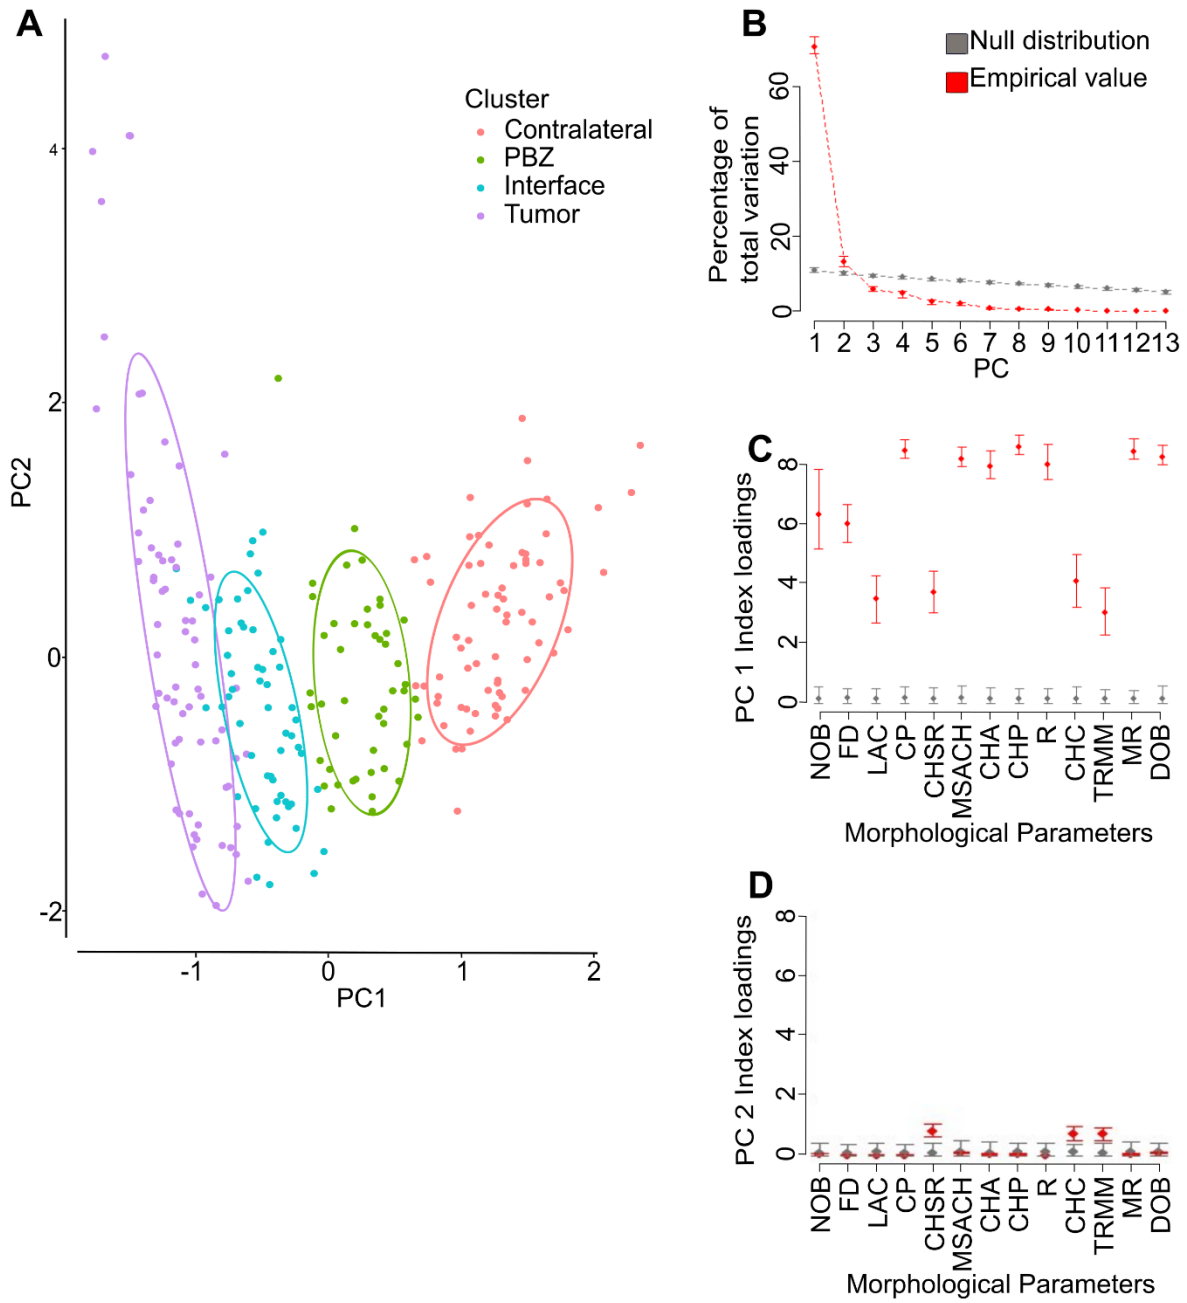 A
Cluster
Contralateral
PBZ
Interface
Tumor
4
2
0
-2
PC2
-1
0
1
2
PC1
B
Null distribution
Empirical value
Percentage of
total variation
60
40
20
0
1 2 3 4 5 6 7 8 9 10 11 12 13
PC
C
PC 1 Index loadings
8
6
4
2
0
NOB FD LAC CP CHSR MSACH CHA CHP R CHC TRMM MR DOB
Morphological Parameters
D
PC 2 Index loadings
8
6
4
2
0
NOB FD LAC CP CHSR MSACH CHA CHP R CHC TRMM MR DOB
Morphological Parameters